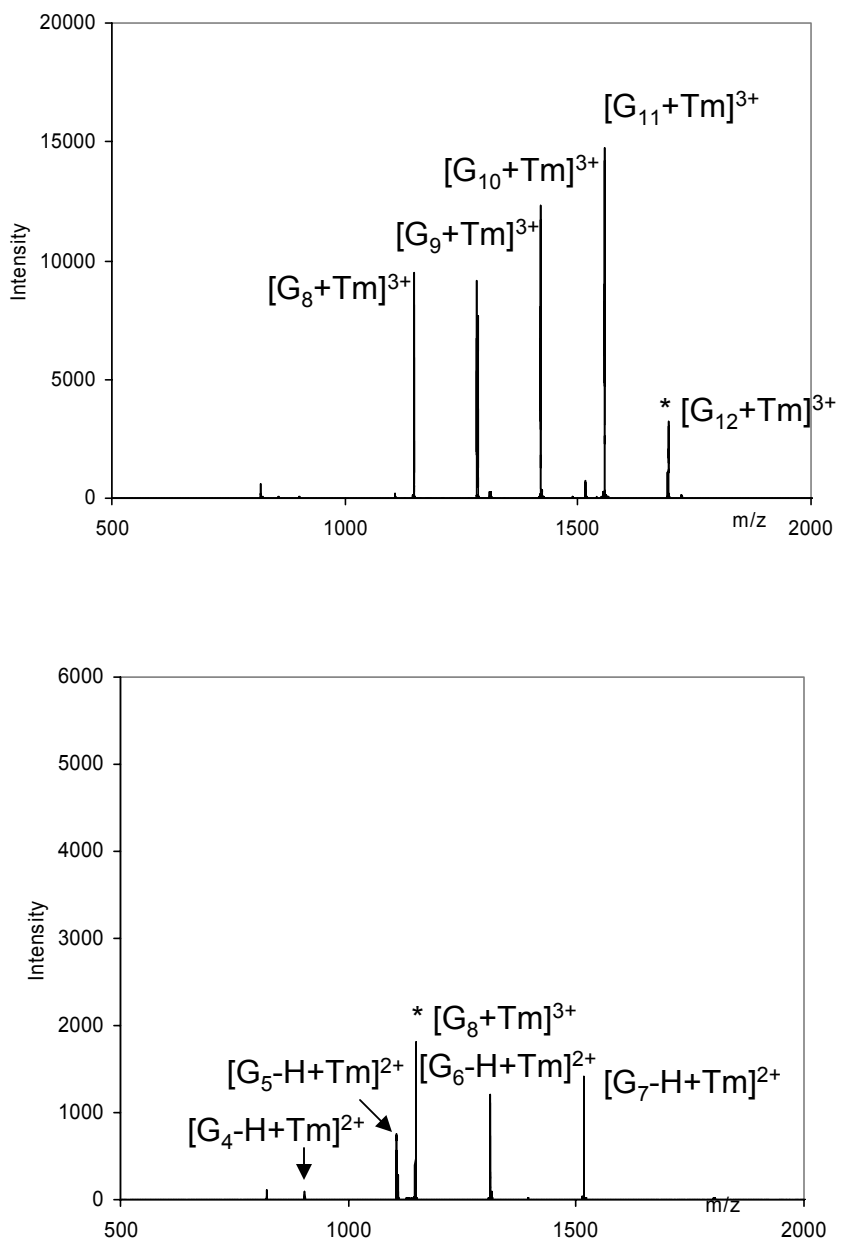 20000
[G₁₁+Tm]³⁺
15000
[G₁₀+Tm]³⁺
[G₉+Tm]³⁺
Intensity
10000
[G₈+Tm]³⁺
5000
* [G₁₂+Tm]³⁺
0
500 1000 1500 m/z 2000
6000
5000
4000
Intensity
3000
2000
* [G₈+Tm]³⁺
[G₅-H+Tm]²⁺ [G₆-H+Tm]²⁺ [G₇-H+Tm]²⁺
1000
[G₄-H+Tm]²⁺
0
m/z
500 1000 1500 2000